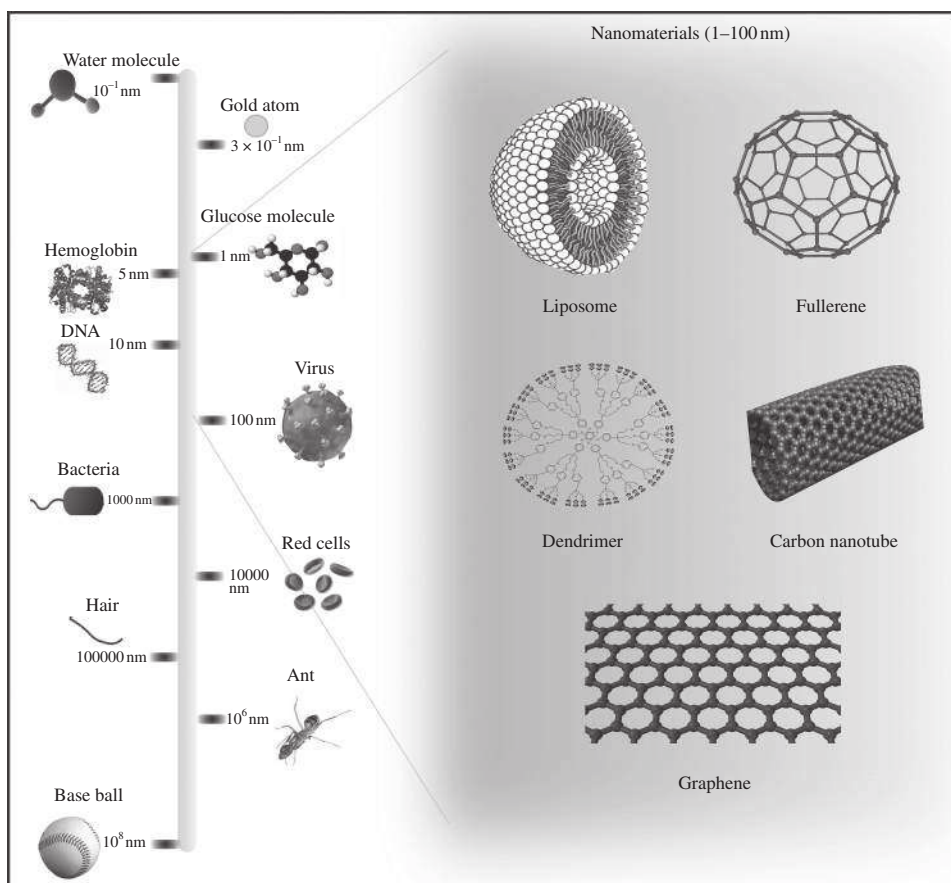 Nanomaterials (1–100 nm)
Water molecule
10⁻¹ nm
Gold atom
3 × 10⁻¹ nm
Glucose molecule
1 nm
Hemoglobin
5 nm
DNA
10 nm
Virus
100 nm
Bacteria
1000 nm
Red cells
10000
nm
Hair
100000 nm
Ant
10⁶ nm
Base ball
10⁸ nm
Liposome
Fullerene
Dendrimer
Carbon nanotube
Graphene